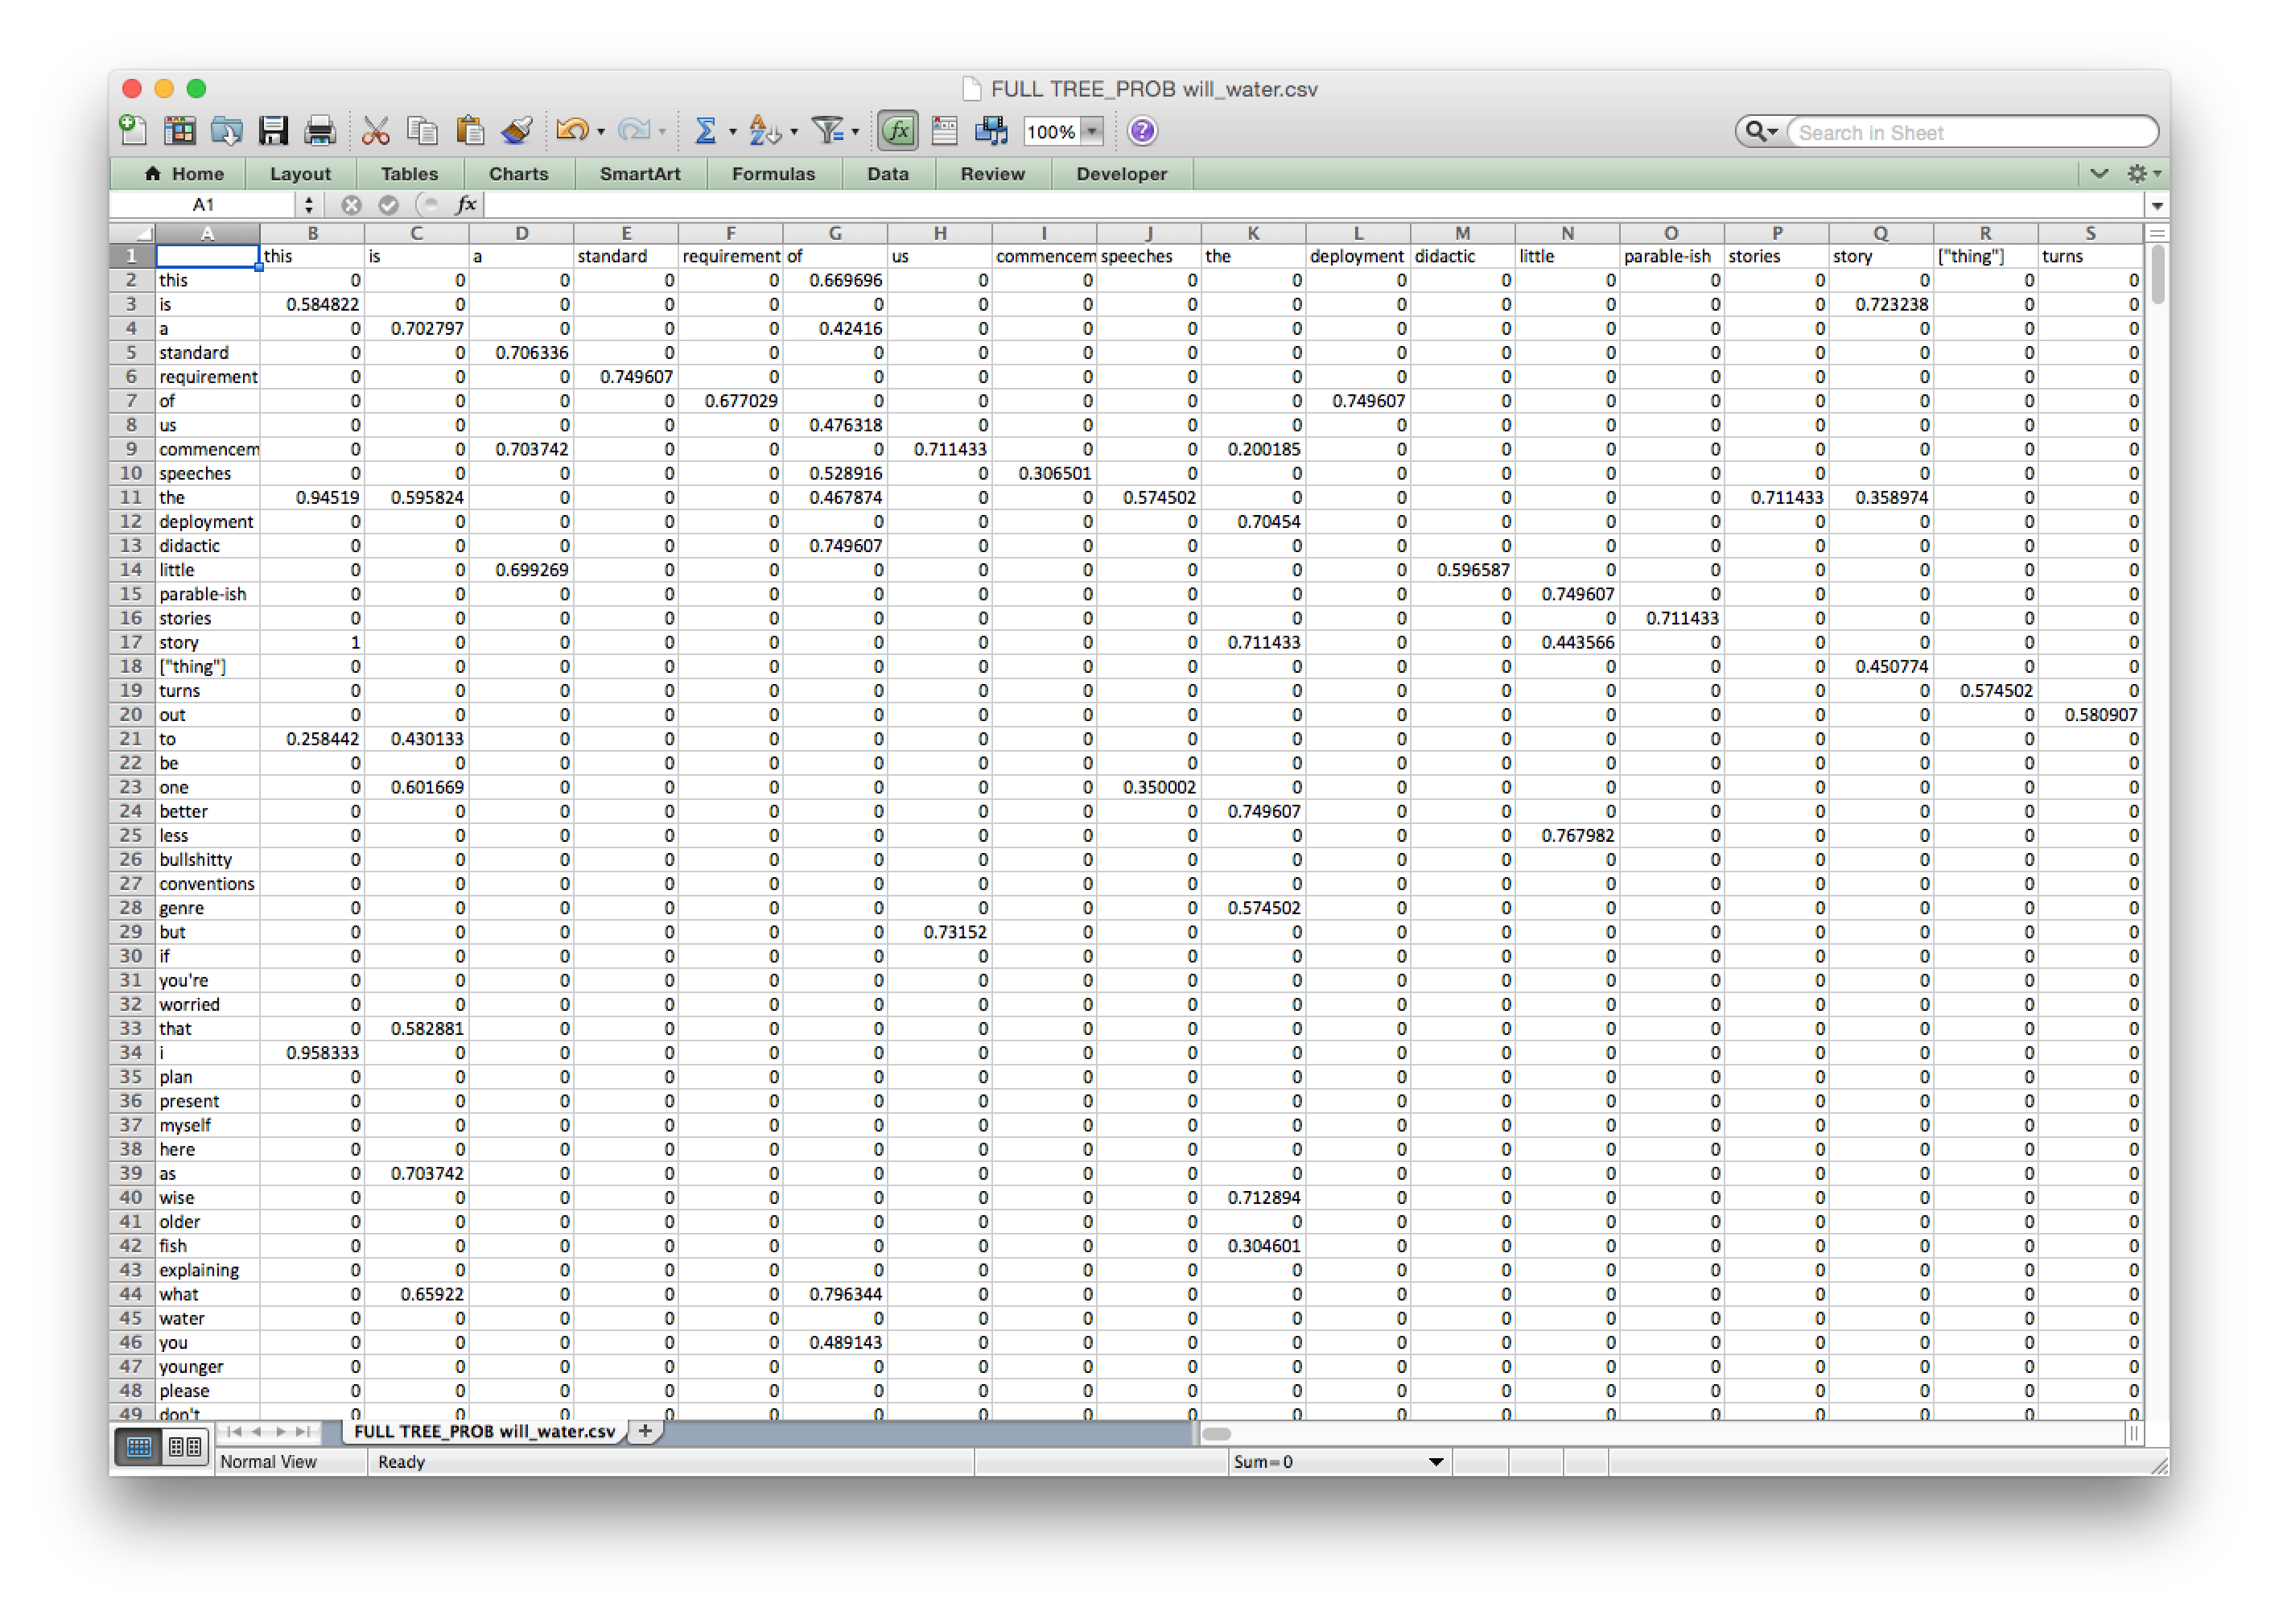 FULL TREE_PROB will_water.csv
100% Search in Sheet
Home Layout Tables Charts SmartArt Formulas Data Review Developer
A1 fx
A B C D E F G H I J K L M N O P Q R S
1 this is a standard requirement of us commencem speeches the deployment didactic little parable-ish stories story ["thing"] turns
2 this 0 0 0 0 0 0.669696 0 0 0 0 0 0 0 0 0 0 0 0
3 is 0.584822 0 0 0 0 0 0 0 0 0 0 0 0 0 0 0.723238 0 0
4 a 0 0.702797 0 0 0 0.42416 0 0 0 0 0 0 0 0 0 0 0 0
5 standard 0 0 0.706336 0 0 0 0 0 0 0 0 0 0 0 0 0 0 0
6 requirement 0 0 0 0.749607 0 0 0 0 0 0 0 0 0 0 0 0 0 0
7 of 0 0 0 0 0.677029 0 0 0 0 0 0.749607 0 0 0 0 0 0 0
8 us 0 0 0 0 0 0.476318 0 0 0 0 0 0 0 0 0 0 0 0
9 commencem 0 0 0.703742 0 0 0 0.711433 0 0 0.200185 0 0 0 0 0 0 0 0
10 speeches 0 0 0 0 0 0.528916 0 0.306501 0 0 0 0 0 0 0 0 0 0
11 the 0.94519 0.595824 0 0 0 0.467874 0 0 0.574502 0 0 0 0 0 0.711433 0.358974 0 0
12 deployment 0 0 0 0 0 0 0 0 0 0.70454 0 0 0 0 0 0 0 0
13 didactic 0 0 0 0 0 0.749607 0 0 0 0 0 0 0 0 0 0 0 0
14 little 0 0 0.699269 0 0 0 0 0 0 0 0 0.596587 0 0 0 0 0 0
15 parable-ish 0 0 0 0 0 0 0 0 0 0 0 0 0.749607 0 0 0 0 0
16 stories 0 0 0 0 0 0 0 0 0 0 0 0 0 0.711433 0 0 0 0
17 story 1 0 0 0 0 0 0 0 0 0.711433 0 0 0.443566 0 0 0 0 0
18 ["thing"] 0 0 0 0 0 0 0 0 0 0 0 0 0 0 0 0.450774 0 0
19 turns 0 0 0 0 0 0 0 0 0 0 0 0 0 0 0 0 0.574502 0
20 out 0 0 0 0 0 0 0 0 0 0 0 0 0 0 0 0 0 0.580907
21 to 0.258442 0.430133 0 0 0 0 0 0 0 0 0 0 0 0 0 0 0 0
22 be 0 0 0 0 0 0 0 0 0 0 0 0 0 0 0 0 0 0
23 one 0 0.601669 0 0 0 0 0 0 0.350002 0 0 0 0 0 0 0 0 0
24 better 0 0 0 0 0 0 0 0 0 0.749607 0 0 0 0 0 0 0 0
25 less 0 0 0 0 0 0 0 0 0 0 0 0 0.767982 0 0 0 0 0
26 bullshitty 0 0 0 0 0 0 0 0 0 0 0 0 0 0 0 0 0 0
27 conventions 0 0 0 0 0 0 0 0 0 0 0 0 0 0 0 0 0 0
28 genre 0 0 0 0 0 0 0 0 0 0.574502 0 0 0 0 0 0 0 0
29 but 0 0 0 0 0 0 0.73152 0 0 0 0 0 0 0 0 0 0 0
30 if 0 0 0 0 0 0 0 0 0 0 0 0 0 0 0 0 0 0
31 you're 0 0 0 0 0 0 0 0 0 0 0 0 0 0 0 0 0 0
32 worried 0 0 0 0 0 0 0 0 0 0 0 0 0 0 0 0 0 0
33 that 0 0.582881 0 0 0 0 0 0 0 0 0 0 0 0 0 0 0 0
34 i 0.958333 0 0 0 0 0 0 0 0 0 0 0 0 0 0 0 0 0
35 plan 0 0 0 0 0 0 0 0 0 0 0 0 0 0 0 0 0 0
36 present 0 0 0 0 0 0 0 0 0 0 0 0 0 0 0 0 0 0
37 myself 0 0 0 0 0 0 0 0 0 0 0 0 0 0 0 0 0 0
38 here 0 0 0 0 0 0 0 0 0 0 0 0 0 0 0 0 0 0
39 as 0 0.703742 0 0 0 0 0 0 0 0 0 0 0 0 0 0 0 0
40 wise 0 0 0 0 0 0 0 0 0 0.712894 0 0 0 0 0 0 0 0
41 older 0 0 0 0 0 0 0 0 0 0 0 0 0 0 0 0 0 0
42 fish 0 0 0 0 0 0 0 0 0 0.304601 0 0 0 0 0 0 0 0
43 explaining 0 0 0 0 0 0 0 0 0 0 0 0 0 0 0 0 0 0
44 what 0 0.65922 0 0 0 0.796344 0 0 0 0 0 0 0 0 0 0 0 0
45 water 0 0 0 0 0 0 0 0 0 0 0 0 0 0 0 0 0 0
46 you 0 0 0 0 0 0.489143 0 0 0 0 0 0 0 0 0 0 0 0
47 younger 0 0 0 0 0 0 0 0 0 0 0 0 0 0 0 0 0 0
48 please 0 0 0 0 0 0 0 0 0 0 0 0 0 0 0 0 0 0
49 don't 0 0 0 0 0 0 0 0 0 0 0 0 0 0 0 0 0 0
FULL TREE_PROB will_water.csv
Normal View Ready Sum=0